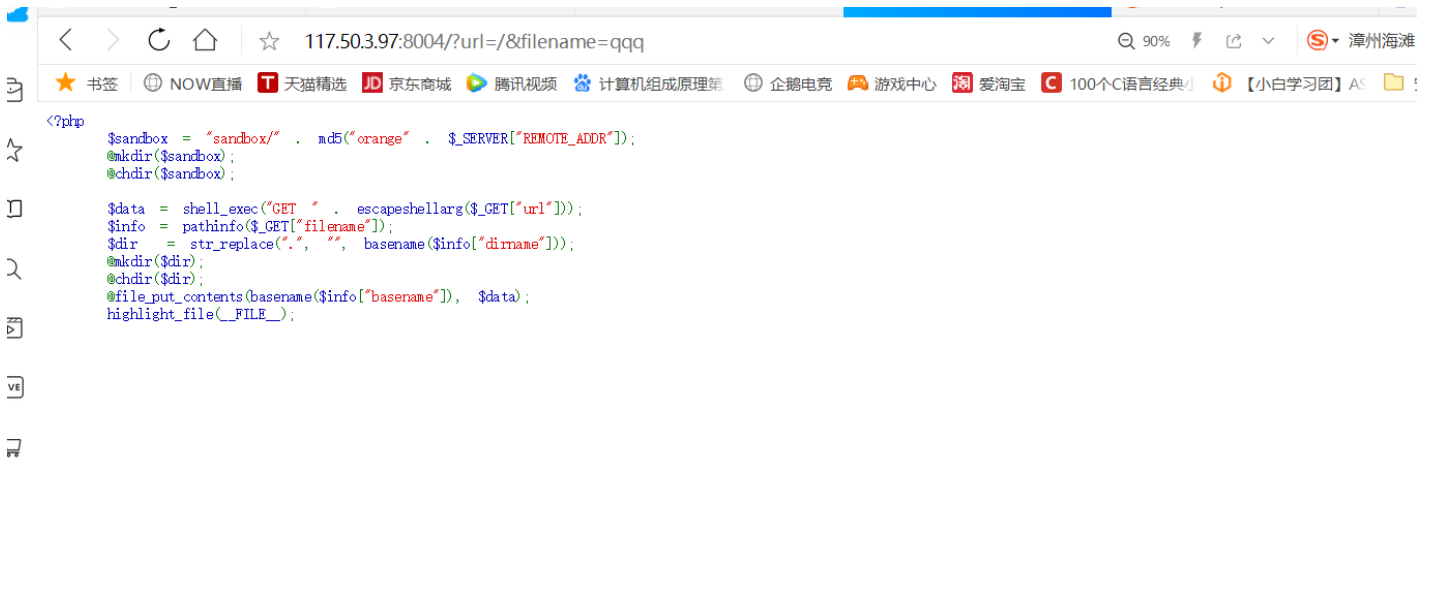 117.50.3.97:8004/?url=/&filename=qqq
90%
S
漳州海滩
书签
NOW直播
T 天猫精选
JD 京东商城
腾讯视频
计算机组成原理第
企鹅电竞
游戏中心
淘 爱淘宝
C 100个C语言经典小
【小白学习团】AS
<?php
$sandbox = "sandbox/" . md5("orange" . $_SERVER["REMOTE_ADDR"]);
@mkdir($sandbox);
@chdir($sandbox);
$data = shell_exec("GET " . escapeshellarg($_GET["url"]));
$info = pathinfo($_GET["filename"]);
$dir = str_replace(".", "", basename($info["dirname"]));
@mkdir($dir);
@chdir($dir);
@file_put_contents(basename($info["basename"]), $data);
highlight_file(__FILE__);
VE